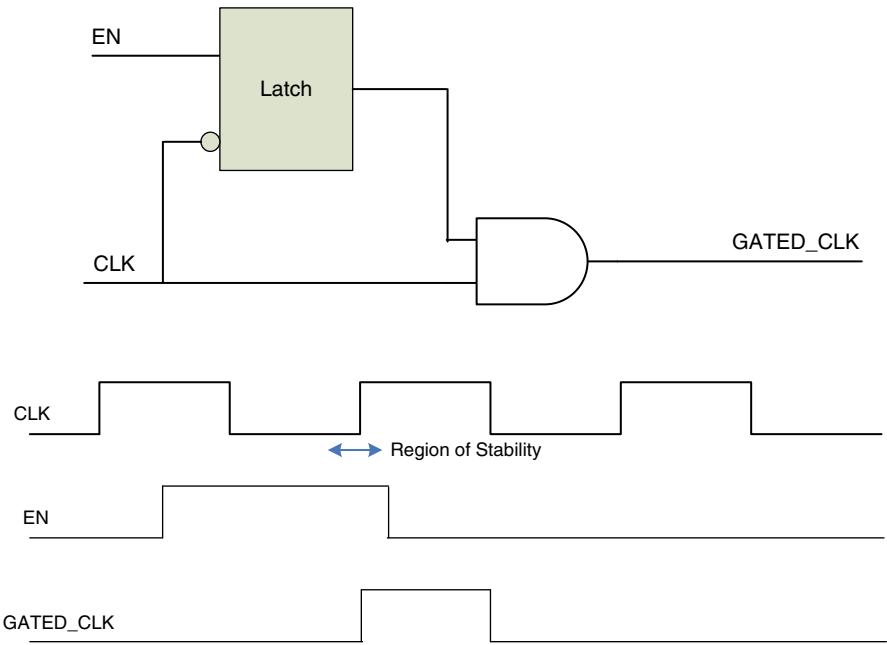 EN
Latch
CLK
GATED_CLK
CLK
Region of Stability
EN
GATED_CLK